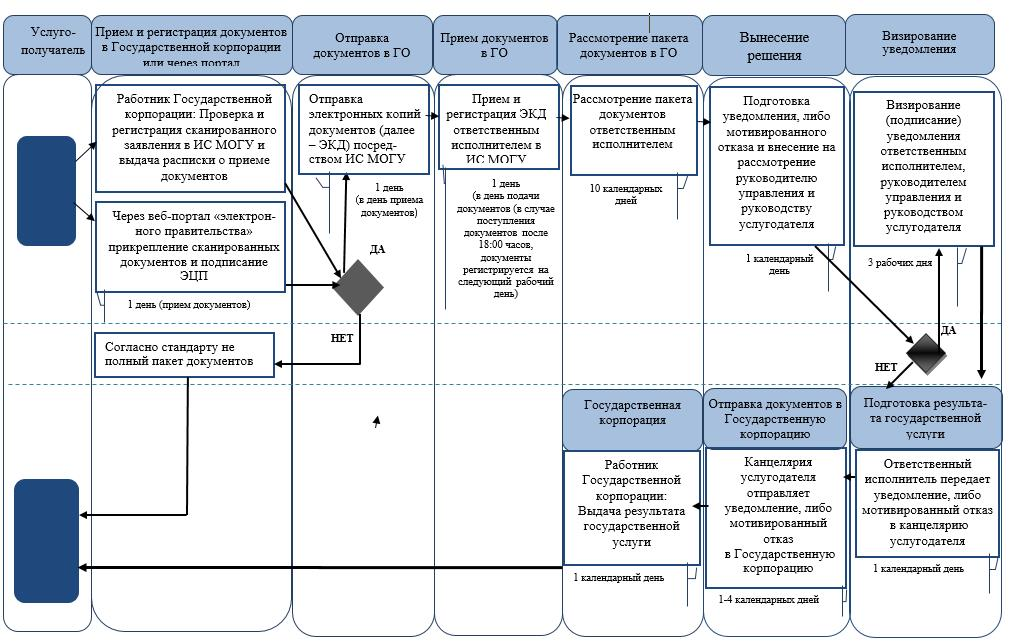 Услуго-
получатель
Прием и регистрация документов
в Государственной корпорации
или через портал
Отправка
документов в ГО
Прием документов
в ГО
Рассмотрение пакета
документов в ГО
Вынесение
решения
Визирование
уведомления
Работник Государственной
корпорации: Проверка и
регистрация сканированного
заявления в ИС МОГУ и
выдача расписки о приеме
документов
Через веб-портал «электрон-
ного правительства»
прикрепление сканированных
документов и подписание
ЭЦП
1 день (прием документов)
Отправка
электронных копий
документов (далее
– ЭКД) посред-
ством ИС МОГУ
1 день
(в день приема
документов)
ДА
НЕТ
Согласно стандарту не
полный пакет документов
Прием и
регистрация ЭКД
ответственным
исполнителем в
ИС МОГУ
1 день
(в день подачи
документов (в случае
поступления
документов после
18:00 часов,
документы
регистрируется на
следующий рабочий
день)
Рассмотрение пакета
документов
ответственным
исполнителем
10 календарных
дней
Подготовка
уведомления, либо
мотивированного
отказа и внесение на
рассмотрение
руководителю
управления и
руководству
услугодателя
1 календарный
день
Визирование
(подписание)
уведомления
ответственным
исполнителем,
руководителем
управления и
руководством
услугодателя
3 рабочих дня
ДА
НЕТ
Государственная
корпорация
Отправка документов в
Государственную
корпорацию
Подготовка результа-
та государственной
услуги
Работник
Государственной
корпорации:
Выдача результата
государственной
услуги
1 календарный день
Канцелярия
услугодателя
отправляет
уведомление, либо
мотивированный
отказ
в Государственную
корпорацию
1-4 календарных дней
Ответственный
исполнитель передает
уведомление, либо
мотивированный отказ
в канцелярию
услугодателя
1 календарный день